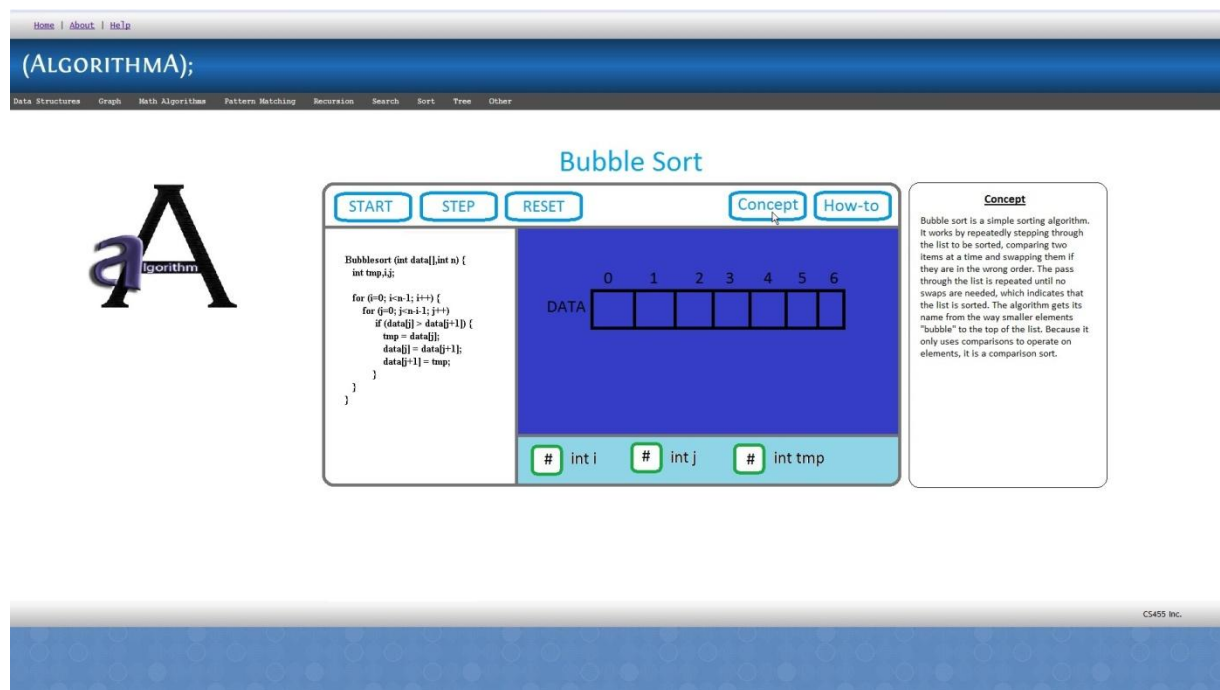 Home | About | Help
(ALGORITHMA);
Data Structures Graph Math Algorithms Pattern Matching Recursion Search Sort Tree Other
Bubble Sort
aA
lgorithm
START STEP RESET Concept How-to
Bubblesort (int data[],int n) {
int tmp,i,j;
for (i=0; i<n-1; i++) {
for (j=0; j<n-i-1; j++)
if (data[j] > data[j+1]) {
tmp = data[j];
data[j] = data[j+1];
data[j+1] = tmp;
}
}
}
0 1 2 3 4 5 6
DATA
# int i # int j # int tmp
Concept
Bubble sort is a simple sorting algorithm.
It works by repeatedly stepping through
the list to be sorted, comparing two
items at a time and swapping them if
they are in the wrong order. The pass
through the list is repeated until no
swaps are needed, which indicates that
the list is sorted. The algorithm gets its
name from the way smaller elements
"bubble" to the top of the list. Because it
only uses comparisons to operate on
elements, it is a comparison sort.
CS455 Inc.